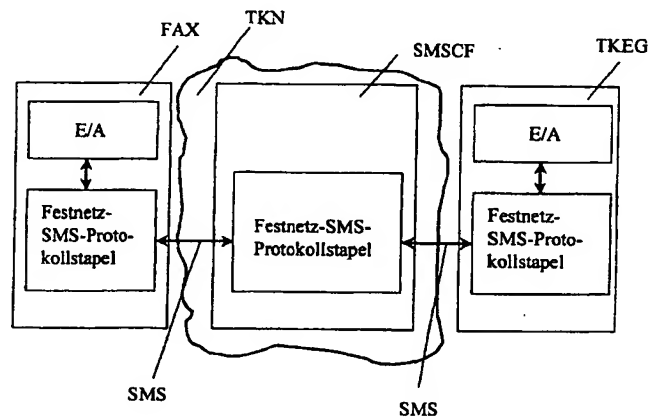 FAX
TKN
SMSCF
TKEG
E/A
Festnetz-
SMS-Proto-
kollstapel
Festnetz-SMS-
Protokollstapel
E/A
Festnetz-
SMS-Proto-
kollstapel
SMS
SMS